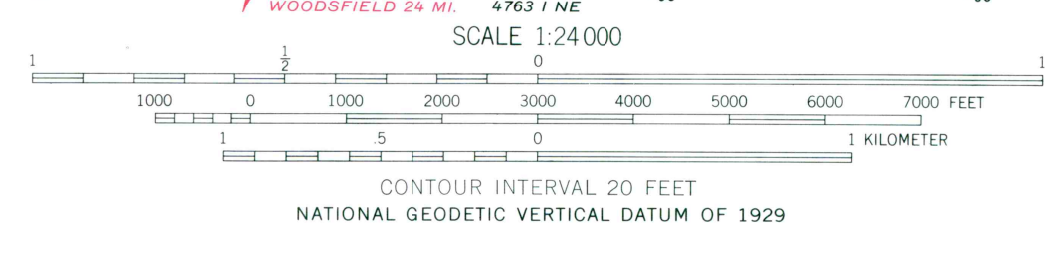 WOODSFIELD 24 MI. 4763 I NE
SCALE 1:24 000
1 1/2 0 1
1000 0 1000 2000 3000 4000 5000 6000 7000 FEET
1 .5 0 1 KILOMETER
CONTOUR INTERVAL 20 FEET
NATIONAL GEODETIC VERTICAL DATUM OF 1929